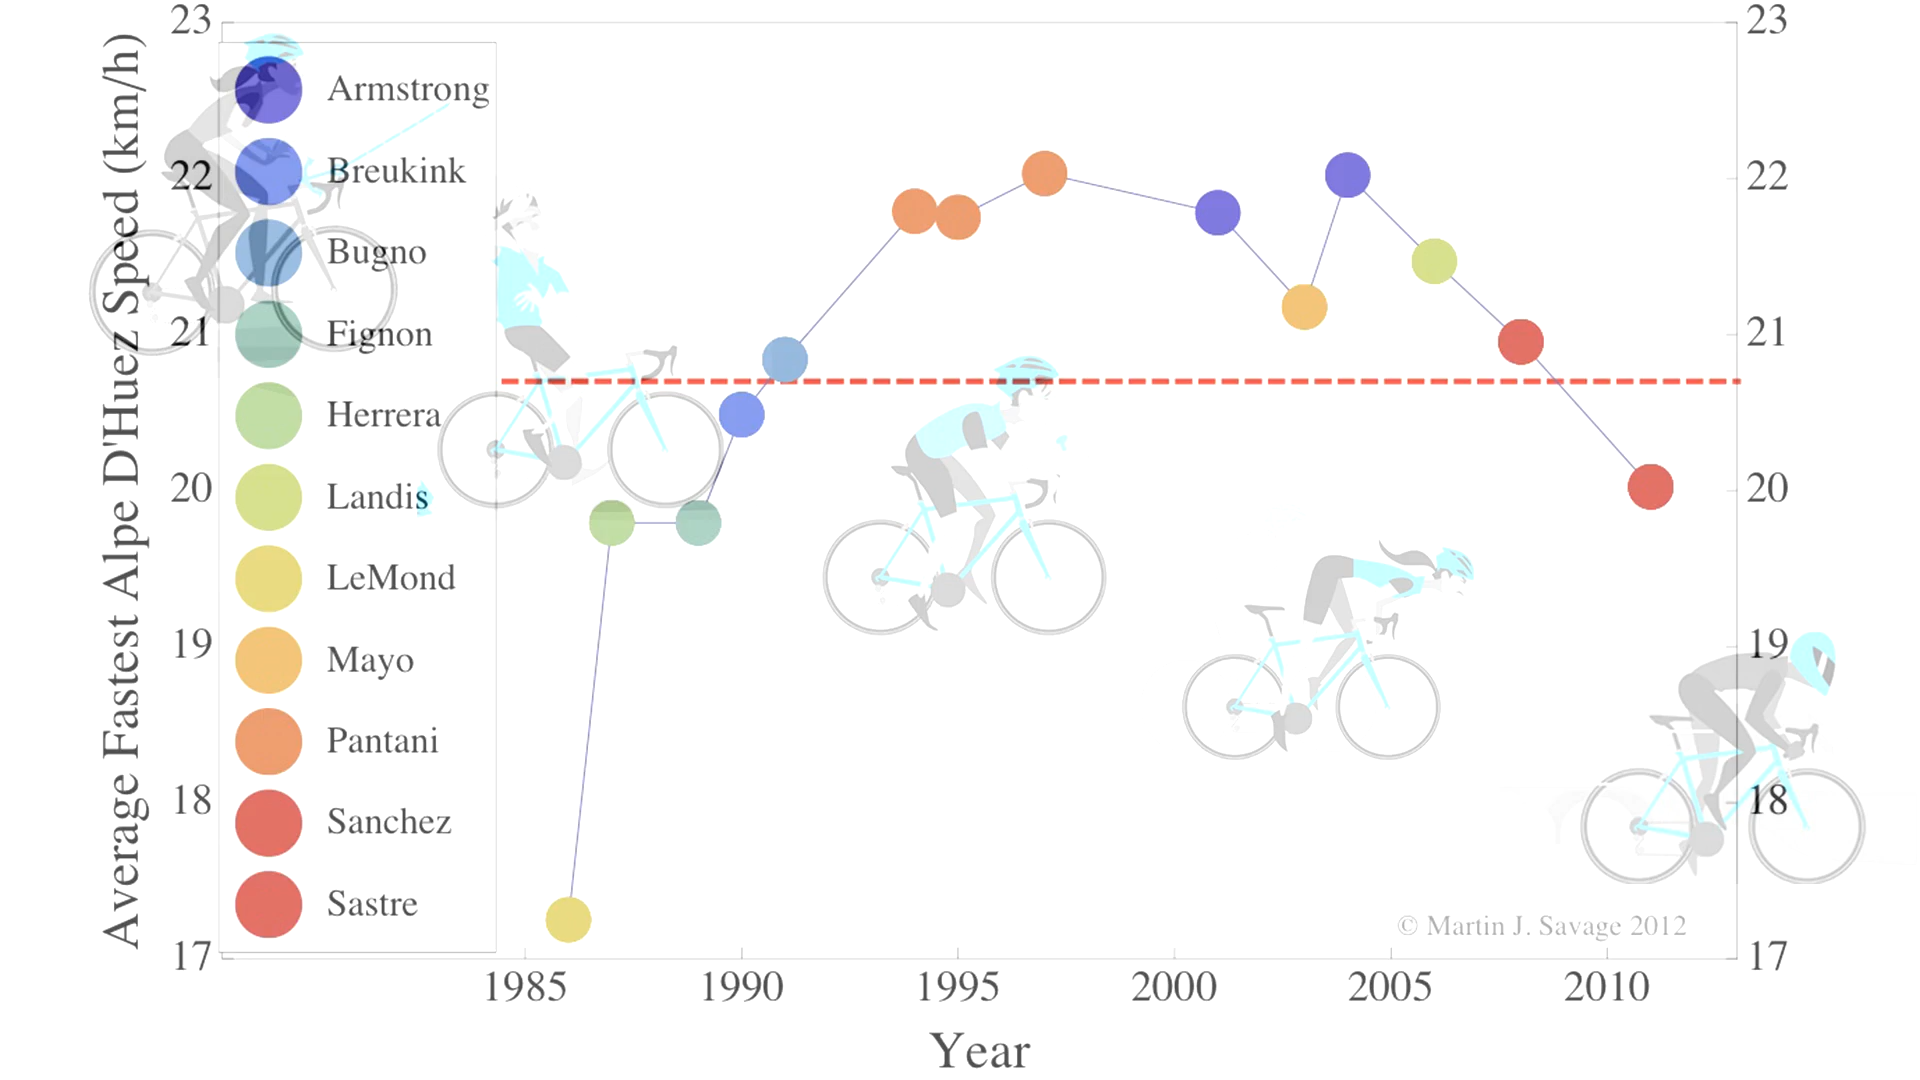 Average Fastest Alpe D'Huez Speed (km/h)
23
22
21
20
19
18
17
Armstrong
Breukink
Bugno
Fignon
Herrera
Landis
LeMond
Mayo
Pantani
Sanchez
Sastre
23
22
21
20
19
18
17
© Martin J. Savage 2012
1985 1990 1995 2000 2005 2010
Year